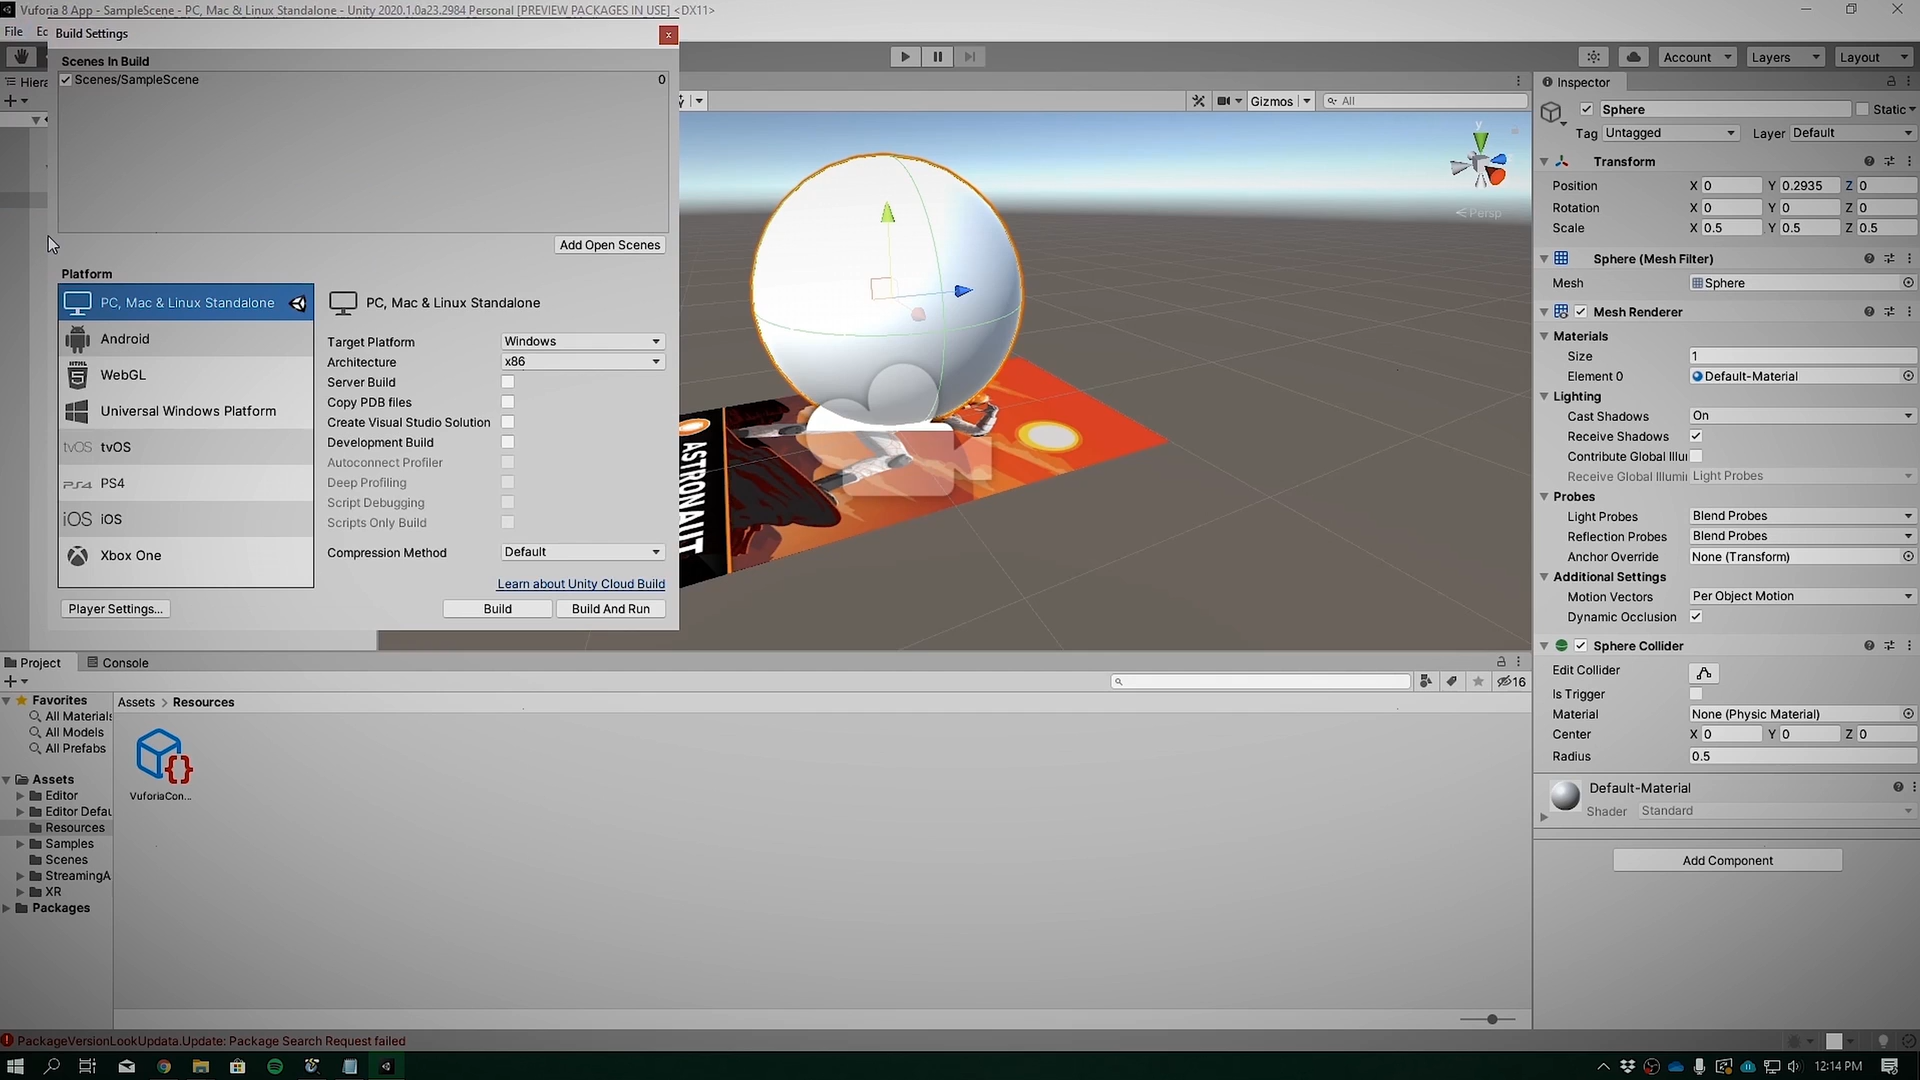 Vuforia 8 App - SampleScene - PC, Mac & Linux Standalone - Unity 2020.1.0a23.2984 Personal [PREVIEW PACKAGES IN USE] <DX11>
File
Build Settings
Scenes In Build
Scenes/SampleScene 0
Add Open Scenes
Platform
PC, Mac & Linux Standalone
Android
WebGL
Universal Windows Platform
tvOS tvOS
PS4 PS4
iOS iOS
Xbox One
Player Settings...
PC, Mac & Linux Standalone
Target Platform Windows
Architecture x86
Server Build
Copy PDB files
Create Visual Studio Solution
Development Build
Autoconnect Profiler
Deep Profiling
Script Debugging
Scripts Only Build
Compression Method Default
Learn about Unity Cloud Build
Build Build And Run
Hiera
Account Layers Layout
Gizmos All
y
Persp
ASTRONAUT
Inspector
Sphere Static
Tag Untagged Layer Default
Transform
Position X 0 Y 0.2935 Z 0
Rotation X 0 Y 0 Z 0
Scale X 0.5 Y 0.5 Z 0.5
Sphere (Mesh Filter)
Mesh Sphere
Mesh Renderer
Materials
Size 1
Element 0 Default-Material
Lighting
Cast Shadows On
Receive Shadows
Contribute Global Illu
Receive Global Illumi Light Probes
Probes
Light Probes Blend Probes
Reflection Probes Blend Probes
Anchor Override None (Transform)
Additional Settings
Motion Vectors Per Object Motion
Dynamic Occlusion
Sphere Collider
Edit Collider
Is Trigger
Material None (Physic Material)
Center X 0 Y 0 Z 0
Radius 0.5
Default-Material
Shader Standard
Add Component
Project Console
16
Favorites
All Materials
All Models
All Prefabs
Assets
Editor
Editor Defau
Resources
Samples
Scenes
StreamingA
XR
Packages
Assets > Resources
VuforiaCon...
PackageVersionLookUpdata.Update: Package Search Request failed
12:14 PM